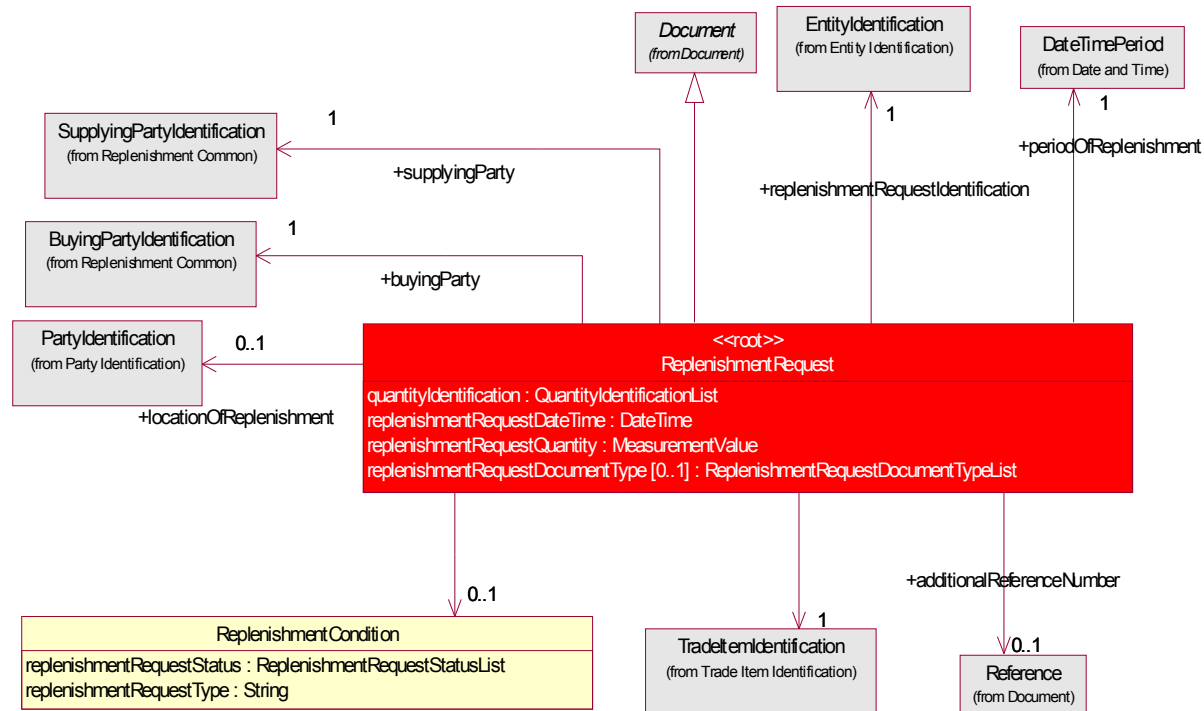 Document
(from Document)
EntityIdentification
(from Entity Identification)
DateTimePeriod
(from Date and Time)
1
1
1
SupplyingPartyIdentification
(from Replenishment Common)
+periodOfReplenishment
+supplyingParty
+replenishmentRequestIdentification
1
BuyingPartyIdentification
(from Replenishment Common)
+buyingParty
PartyIdentification
(from Party Identification)
0..1
+locationOfReplenishment
<<root>>
ReplenishmentRequest
quantityIdentification : QuantityIdentificationList
replenishmentRequestDateTime : DateTime
replenishmentRequestQuantity : MeasurementValue
replenishmentRequestDocumentType [0..1] : ReplenishmentRequestDocumentTypeList
+additionalReferenceNumber
0..1
1
0..1
ReplenishmentCondition
replenishmentRequestStatus : ReplenishmentRequestStatusList
replenishmentRequestType : String
TradeItemIdentification
(from Trade Item Identification)
Reference
(from Document)